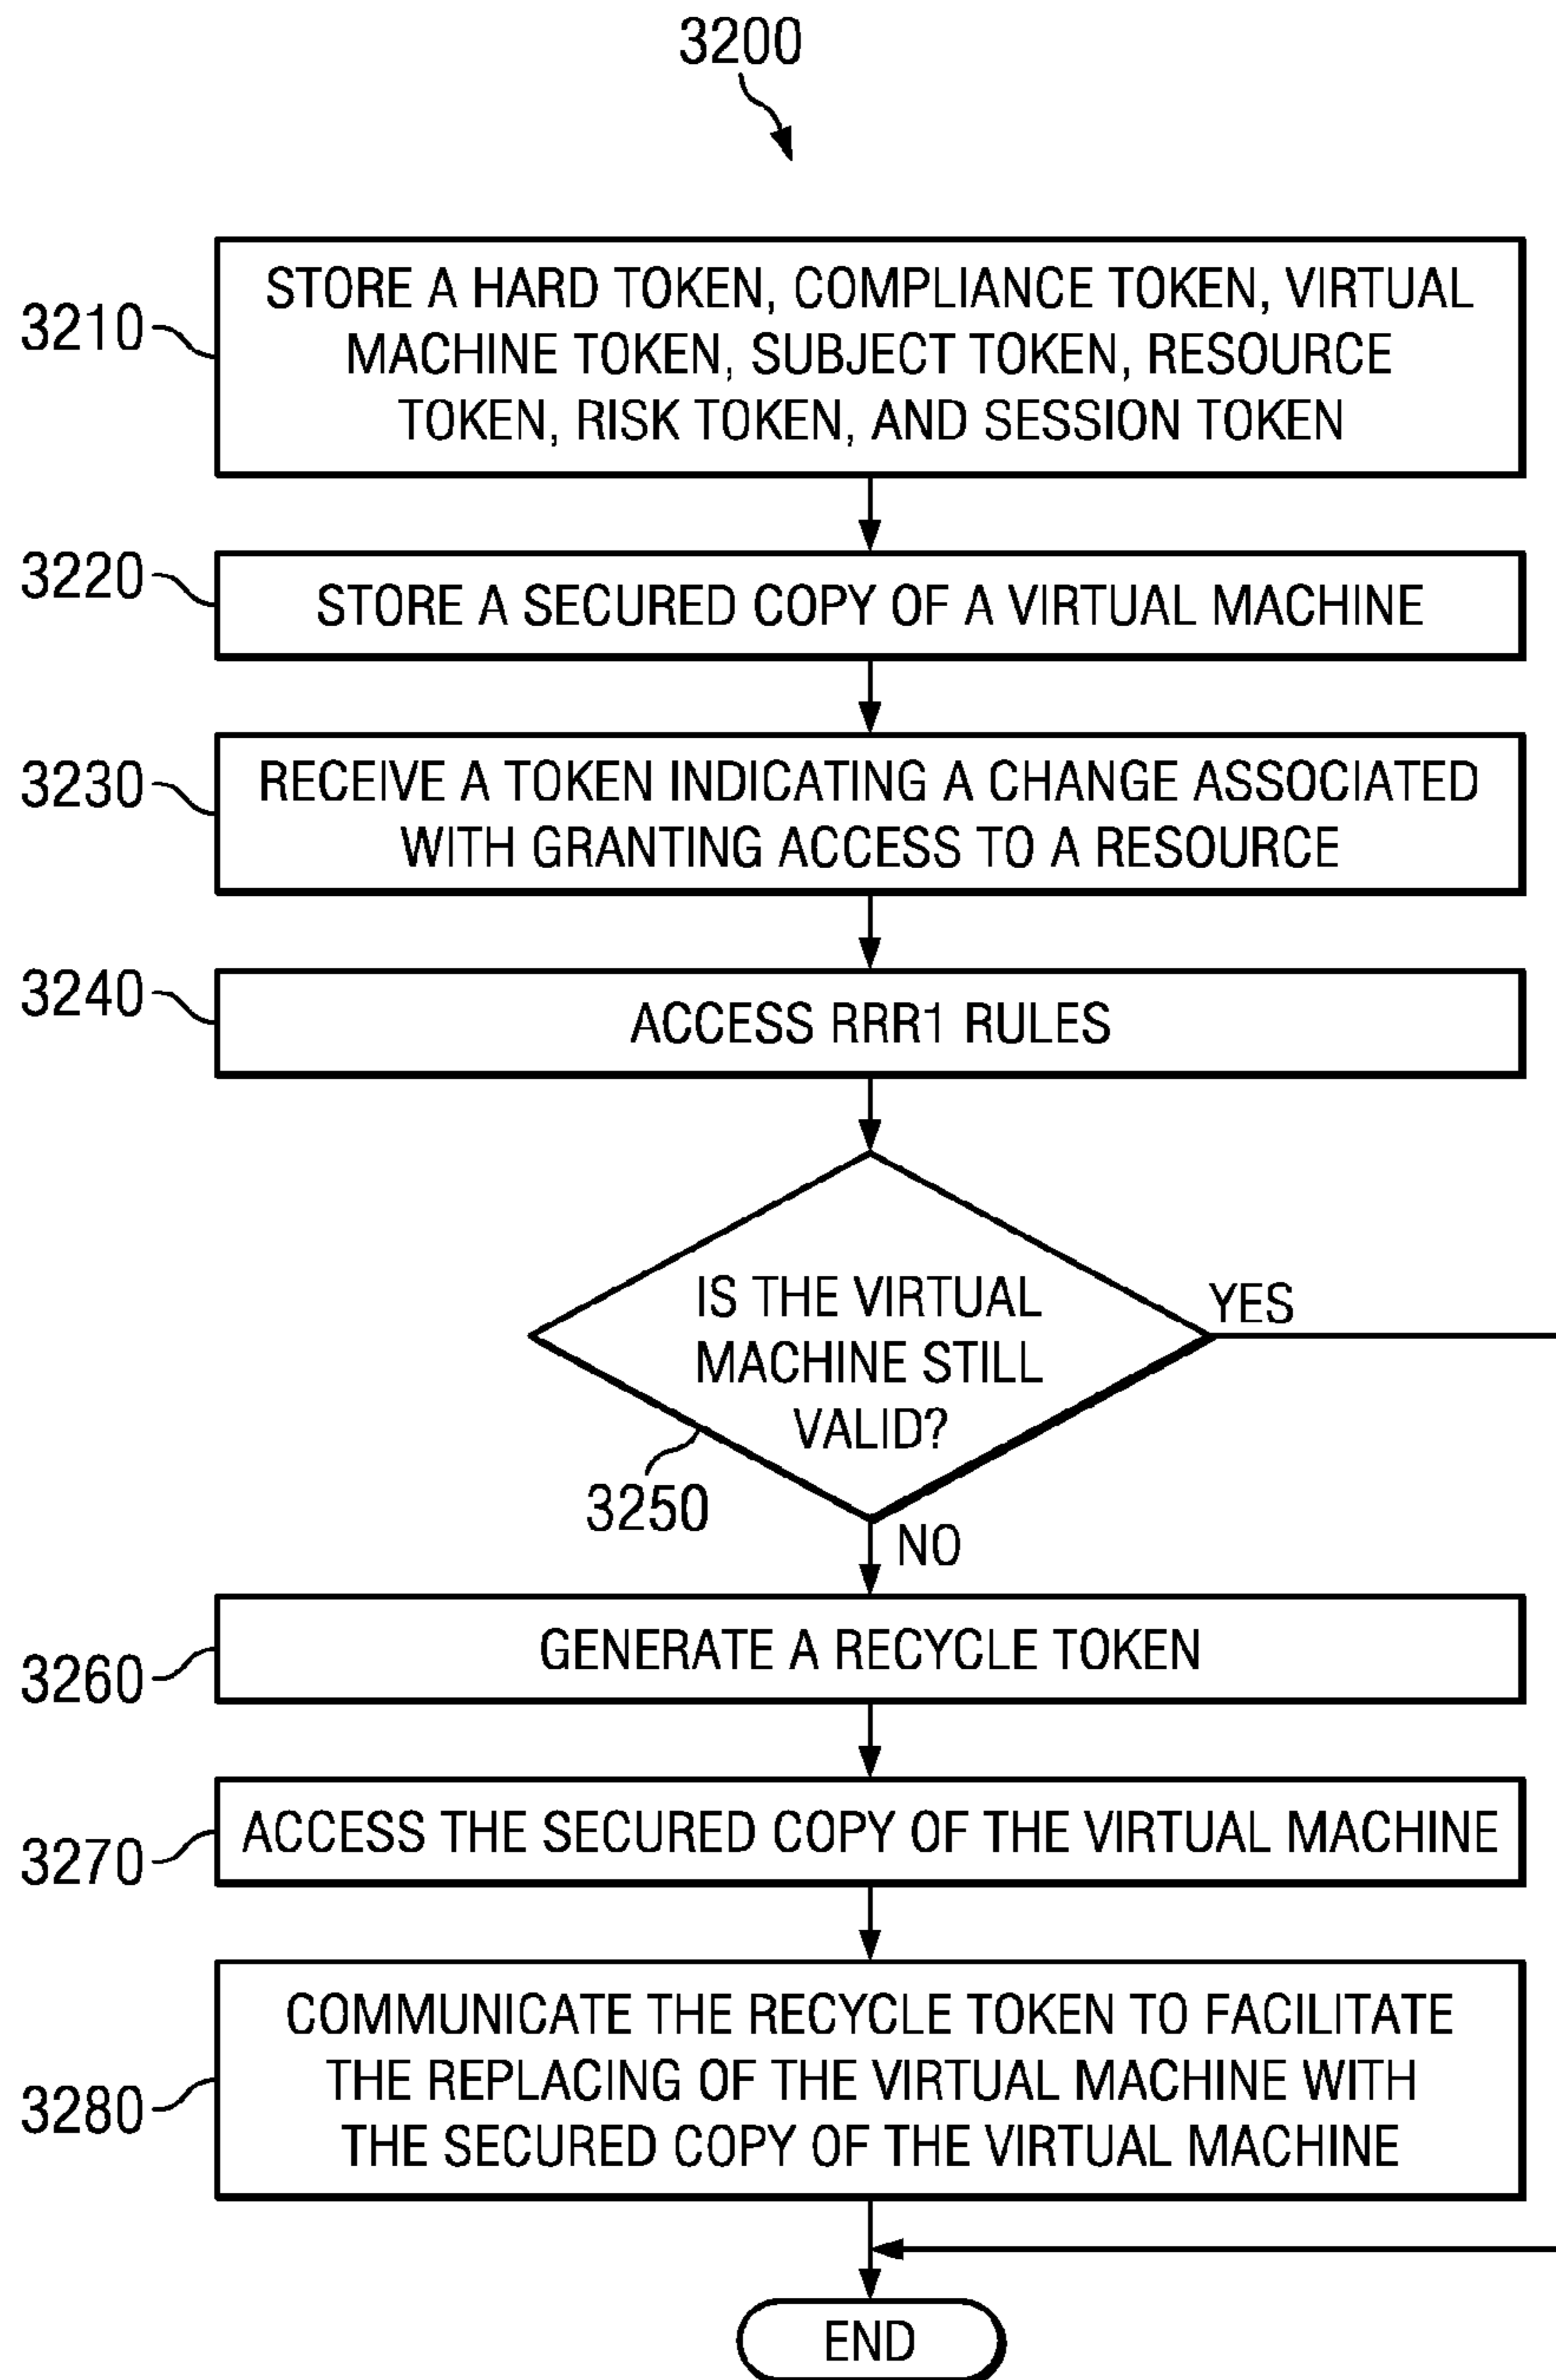 3200
3210
STORE A HARD TOKEN, COMPLIANCE TOKEN, VIRTUAL
MACHINE TOKEN, SUBJECT TOKEN, RESOURCE
TOKEN, RISK TOKEN, AND SESSION TOKEN
3220
STORE A SECURED COPY OF A VIRTUAL MACHINE
3230
RECEIVE A TOKEN INDICATING A CHANGE ASSOCIATED
WITH GRANTING ACCESS TO A RESOURCE
3240
ACCESS RRR1 RULES
IS THE VIRTUAL
MACHINE STILL
VALID?
YES
3250
NO
3260
GENERATE A RECYCLE TOKEN
3270
ACCESS THE SECURED COPY OF THE VIRTUAL MACHINE
3280
COMMUNICATE THE RECYCLE TOKEN TO FACILITATE
THE REPLACING OF THE VIRTUAL MACHINE WITH
THE SECURED COPY OF THE VIRTUAL MACHINE
END